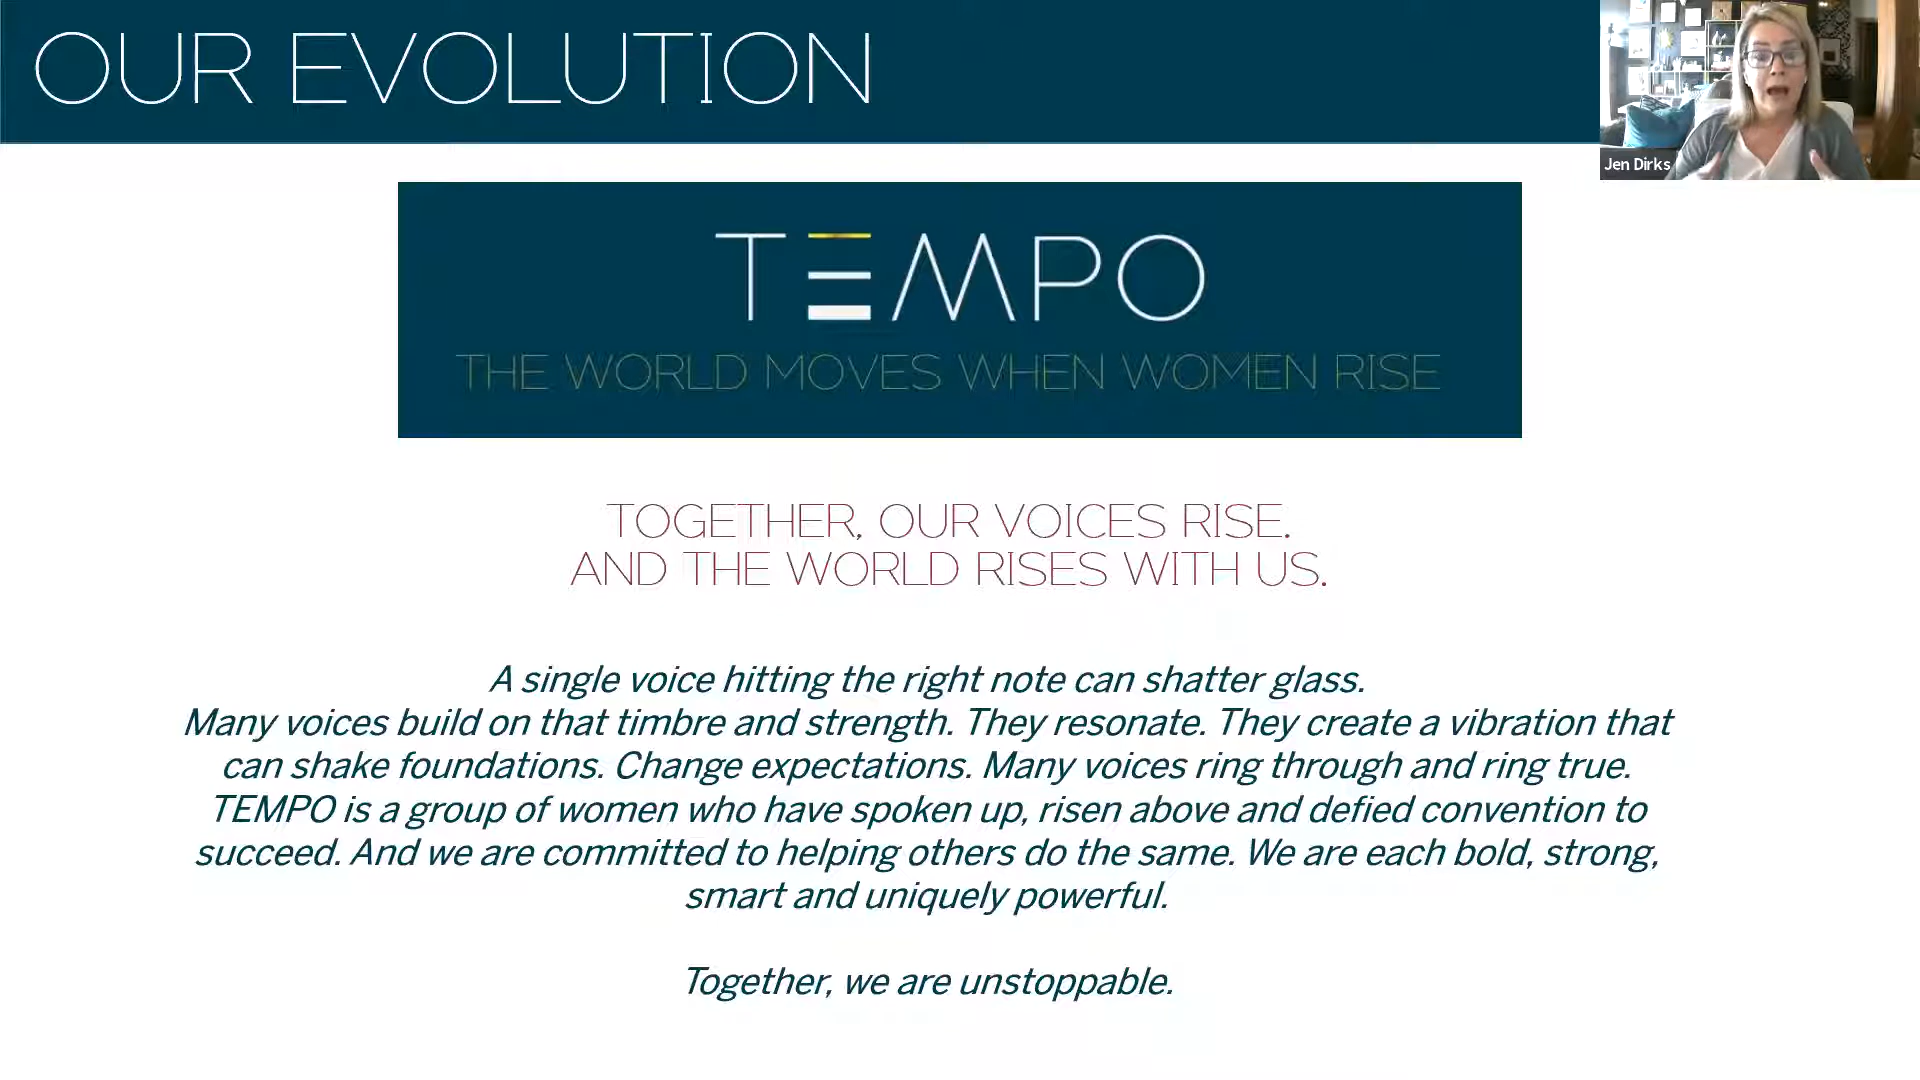 OUR EVOLUTION
Jen Dirks
TEMPO
THE WORLD MOVES WHEN WOMEN RISE
TOGETHER, OUR VOICES RISE.
AND THE WORLD RISES WITH US.
A single voice hitting the right note can shatter glass.
Many voices build on that timbre and strength. They resonate. They create a vibration that
can shake foundations. Change expectations. Many voices ring through and ring true.
TEMPO is a group of women who have spoken up, risen above and defied convention to
succeed. And we are committed to helping others do the same. We are each bold, strong,
smart and uniquely powerful.
Together, we are unstoppable.